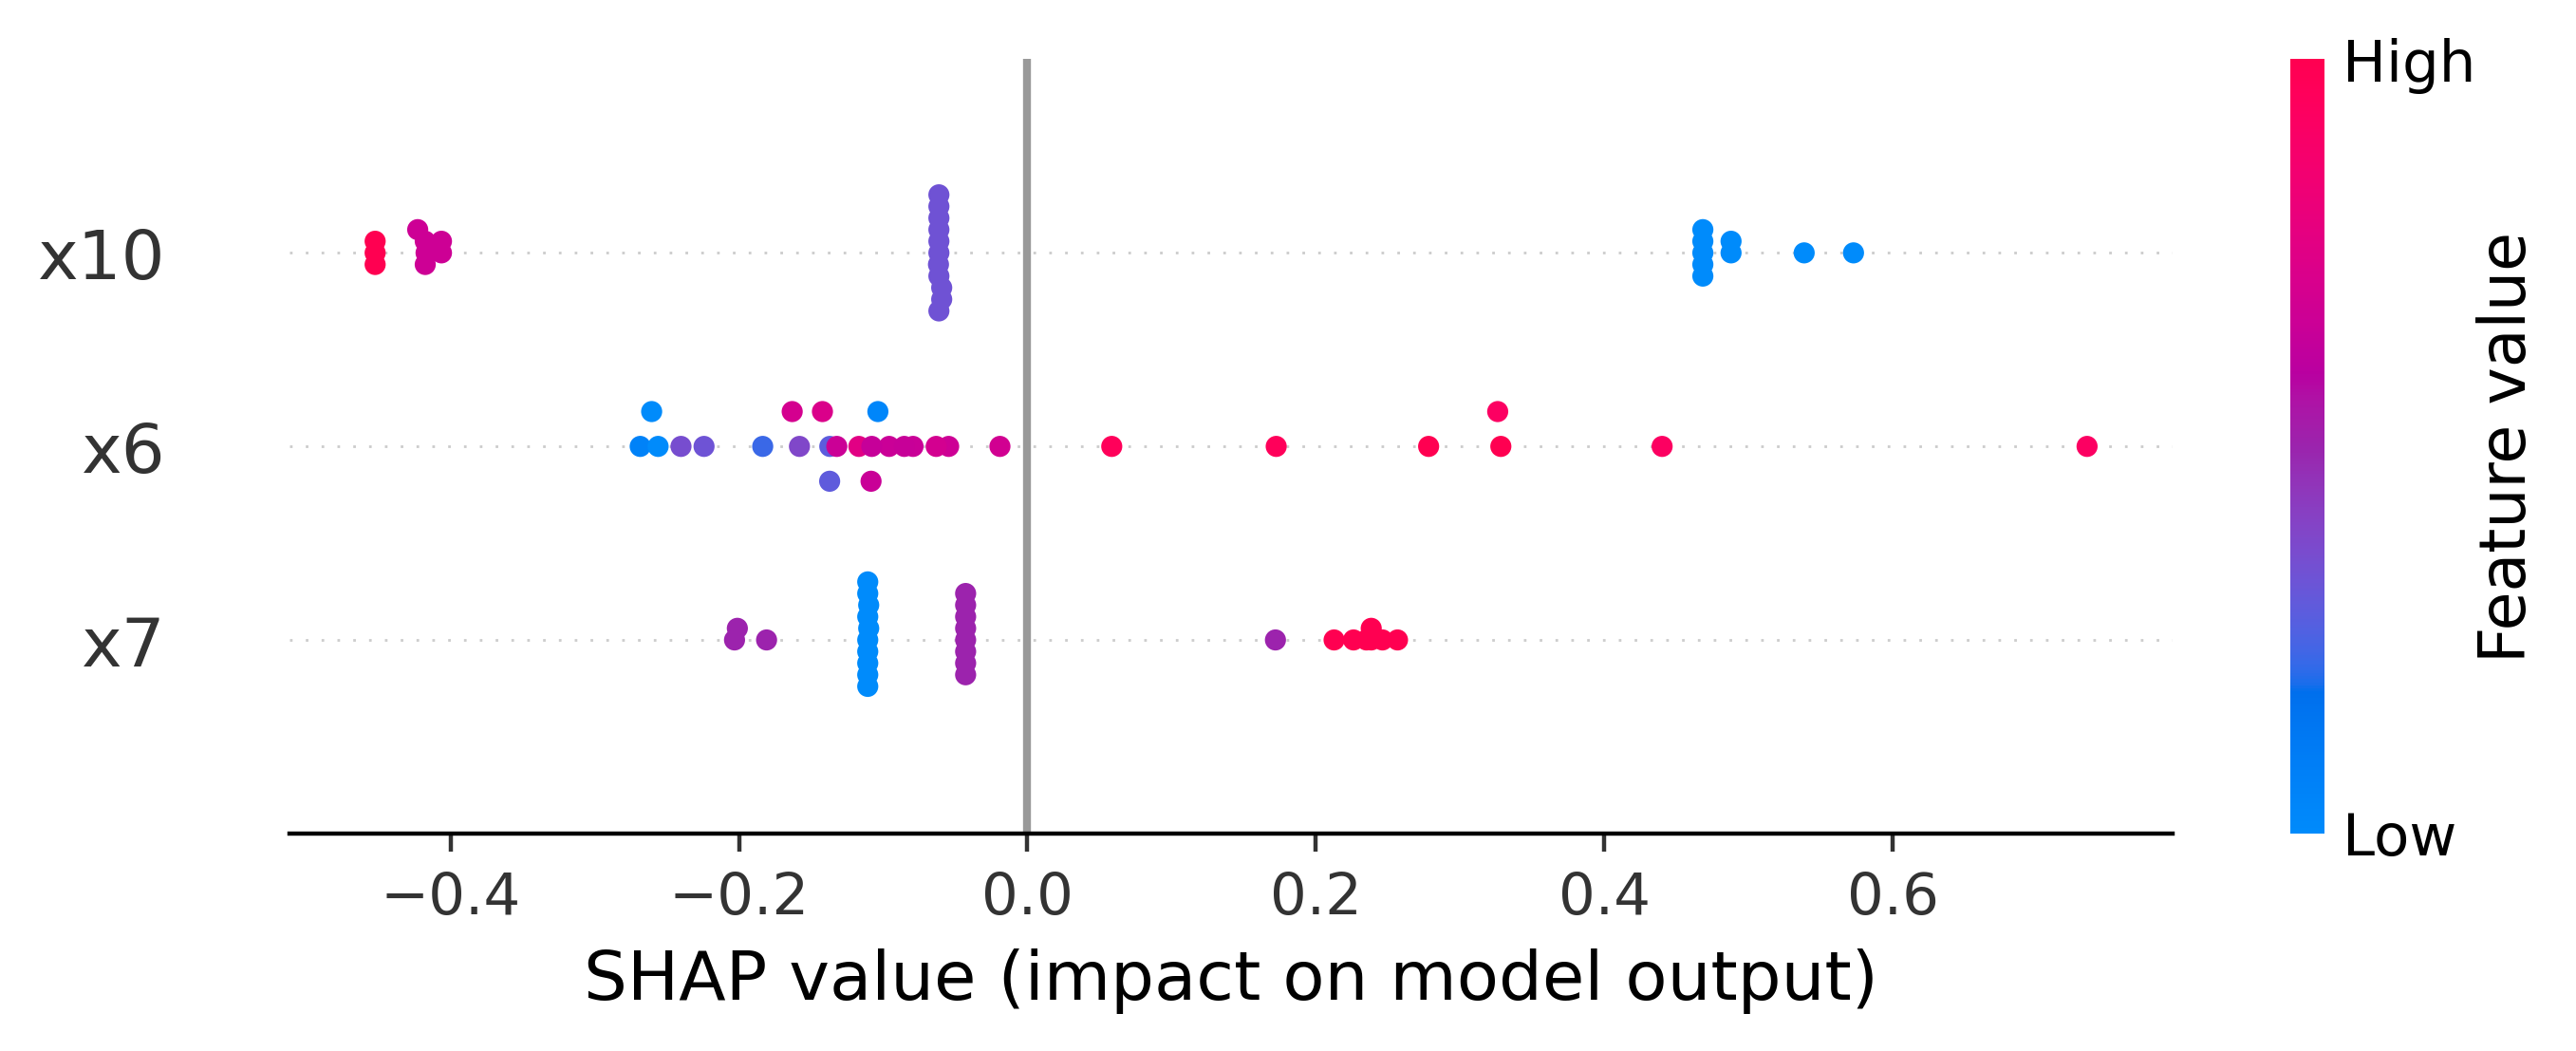 High
x10
x6
x7
Feature value
Low
−0.4 −0.2 0.0 0.2 0.4 0.6
SHAP value (impact on model output)